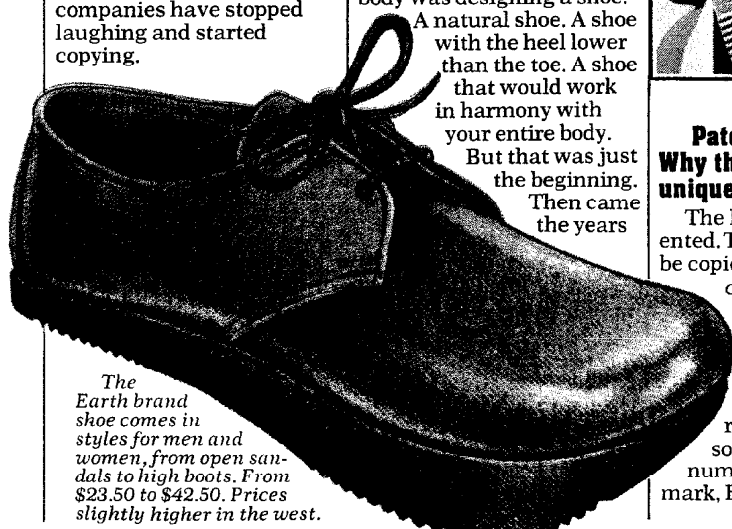 companies have stopped
laughing and started
copying.
body was designing a shoe.
A natural shoe. A shoe
with the heel lower
than the toe. A shoe
that would work
in harmony with
your entire body.
But that was just
the beginning.
Then came
the years
The
Earth brand
shoe comes in
styles for men and
women, from open san-
dals to high boots. From
$23.50 to $42.50. Prices
slightly higher in the west.
Why
unique
The
ented.
be copi
so
num
mark,